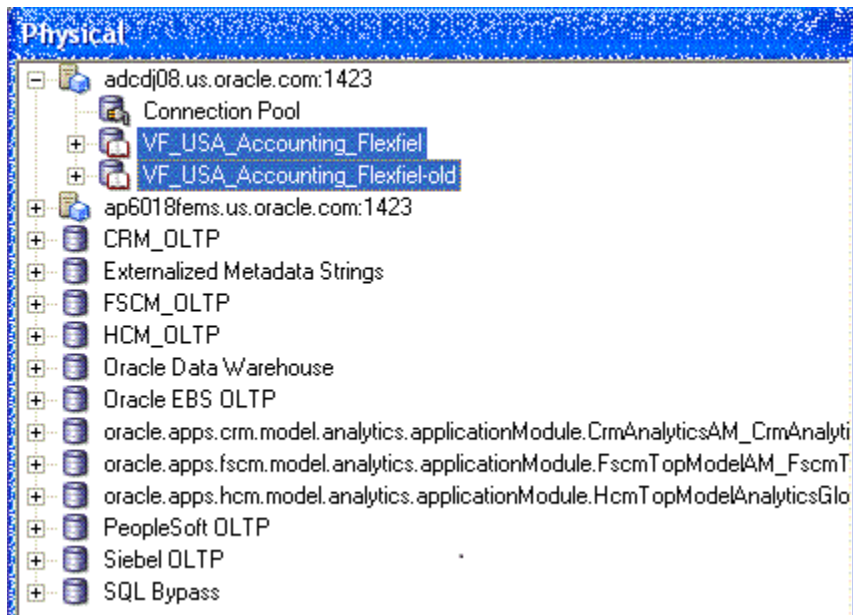 Physical
adcdj08.us.oracle.com:1423
Connection Pool
VF_USA_Accounting_Flexfiel
VF_USA_Accounting_Flexfiel-old
ap6018fems.us.oracle.com:1423
CRM_OLTP
Externalized Metadata Strings
FSCM_OLTP
HCM_OLTP
Oracle Data Warehouse
Oracle EBS OLTP
oracle.apps.crm.model.analytics.applicationModule.CrmAnalyticsAM_CrmAnalyti
oracle.apps.fscm.model.analytics.applicationModule.FscmTopModelAM_FscmT
oracle.apps.hcm.model.analytics.applicationModule.HcmTopModelAnalyticsGlo
PeopleSoft OLTP
Siebel OLTP
SQL Bypass